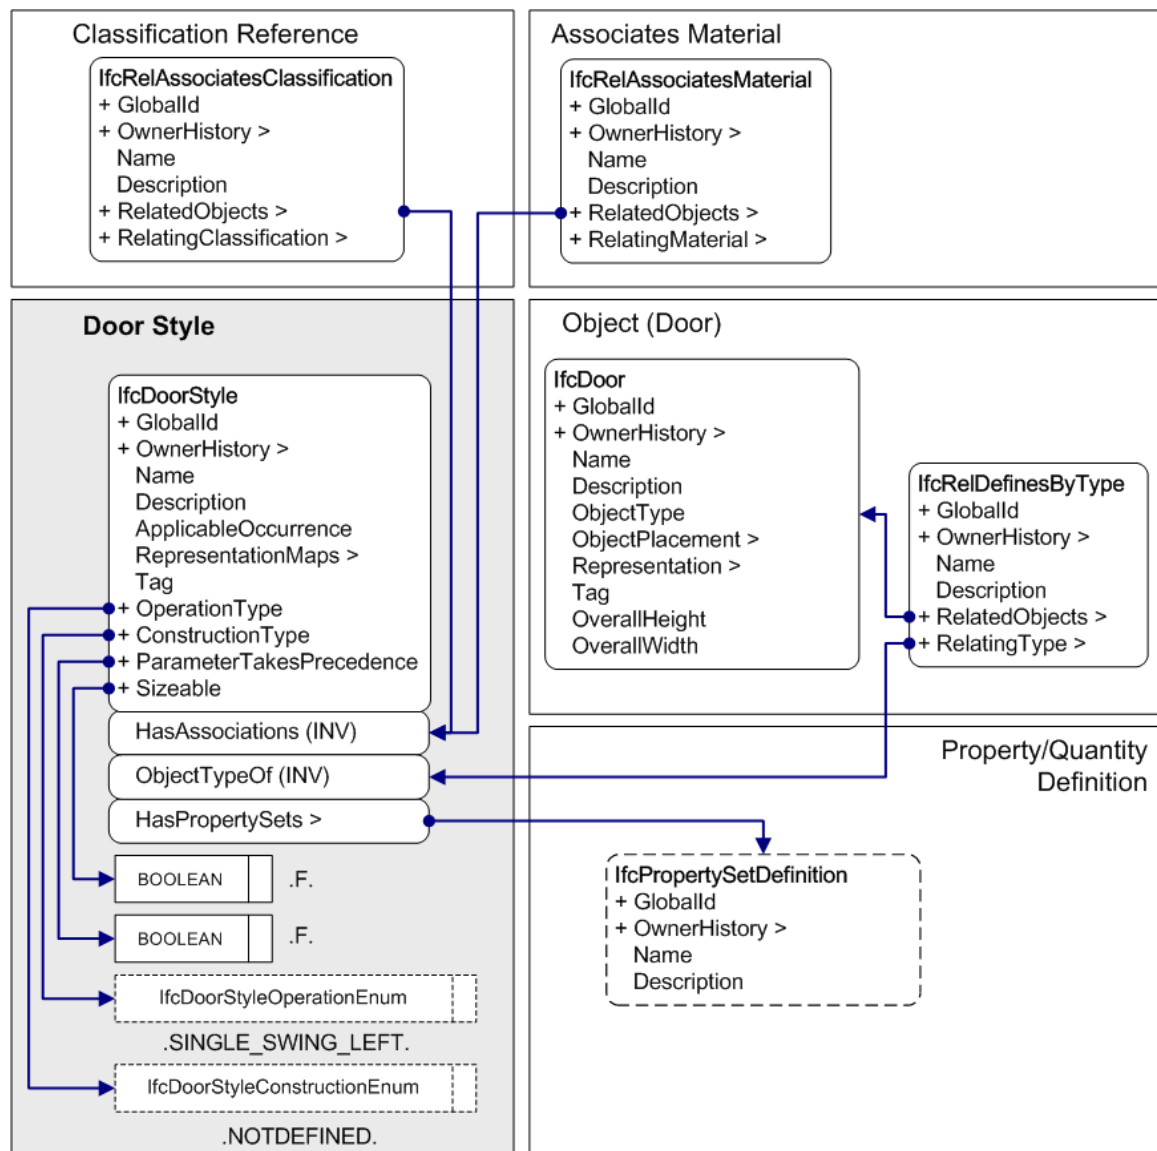 Classification Reference
IfcRelAssociatesClassification
+ GlobalId
+ OwnerHistory >
Name
Description
+ RelatedObjects >
+ RelatingClassification >
Associates Material
IfcRelAssociatesMaterial
+ GlobalId
+ OwnerHistory >
Name
Description
+ RelatedObjects >
+ RelatingMaterial >
Door Style
IfcDoorStyle
+ GlobalId
+ OwnerHistory >
Name
Description
ApplicableOccurrence
RepresentationMaps >
Tag
+ OperationType
+ ConstructionType
+ ParameterTakesPrecedence
+ Sizeable
HasAssociations (INV)
ObjectTypeOf (INV)
HasPropertySets >
BOOLEAN .F.
BOOLEAN .F.
IfcDoorStyleOperationEnum
.SINGLE_SWING_LEFT.
IfcDoorStyleConstructionEnum
.NOTDEFINED.
Object (Door)
IfcDoor
+ GlobalId
+ OwnerHistory >
Name
Description
ObjectType
ObjectPlacement >
Representation >
Tag
OverallHeight
OverallWidth
IfcRelDefinesByType
+ GlobalId
+ OwnerHistory >
Name
Description
+ RelatedObjects >
+ RelatingType >
Property/Quantity
Definition
IfcPropertySetDefinition
+ GlobalId
+ OwnerHistory >
Name
Description